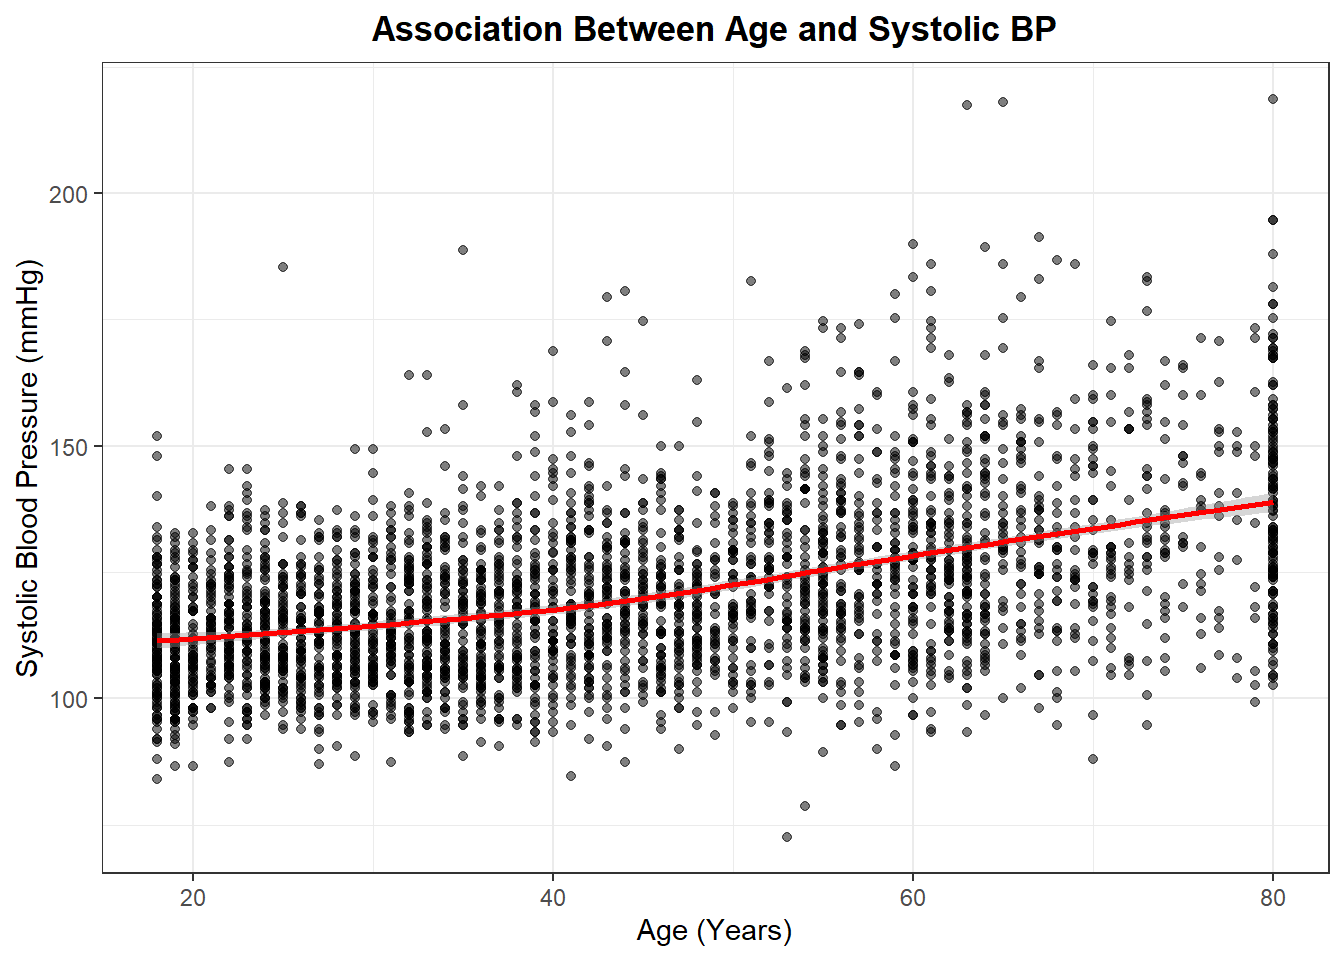 Association Between Age and Systolic BP
Systolic Blood Pressure (mmHg)
200
150
100
20 40 60 80
Age (Years)